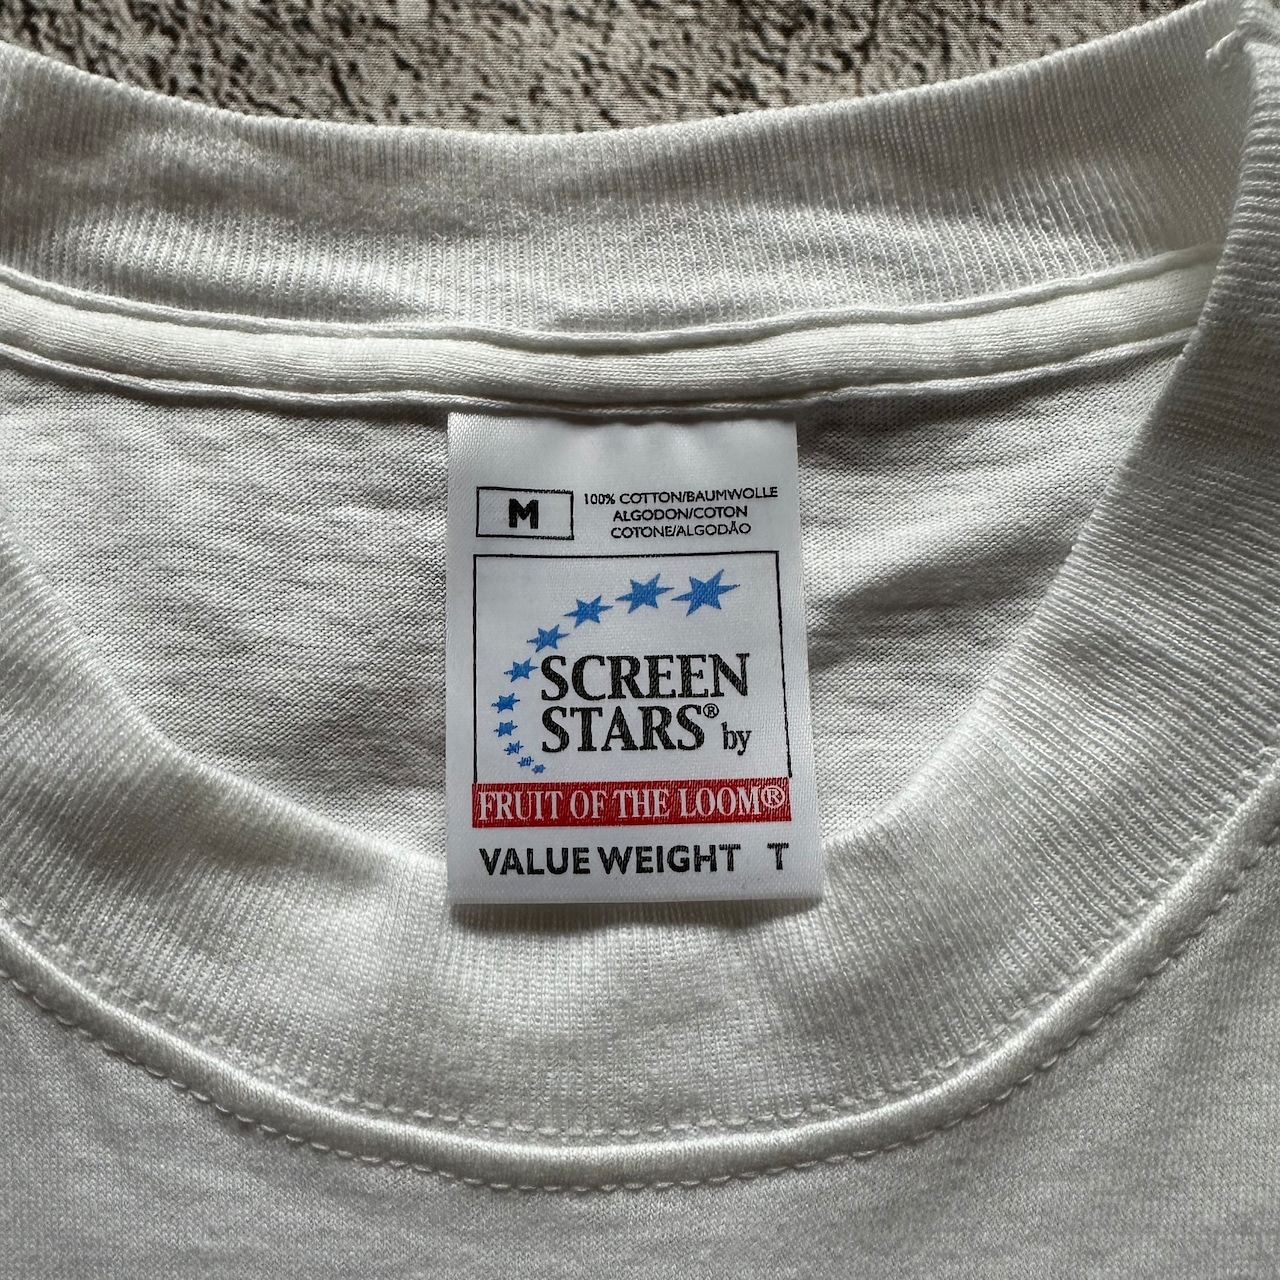 M
100% COTTON/BAUMWOLLE
ALGODON/COTON
COTONE/ALGODÃO
SCREEN
STARS® by
FRUIT OF THE LOOM®
VALUE WEIGHT T